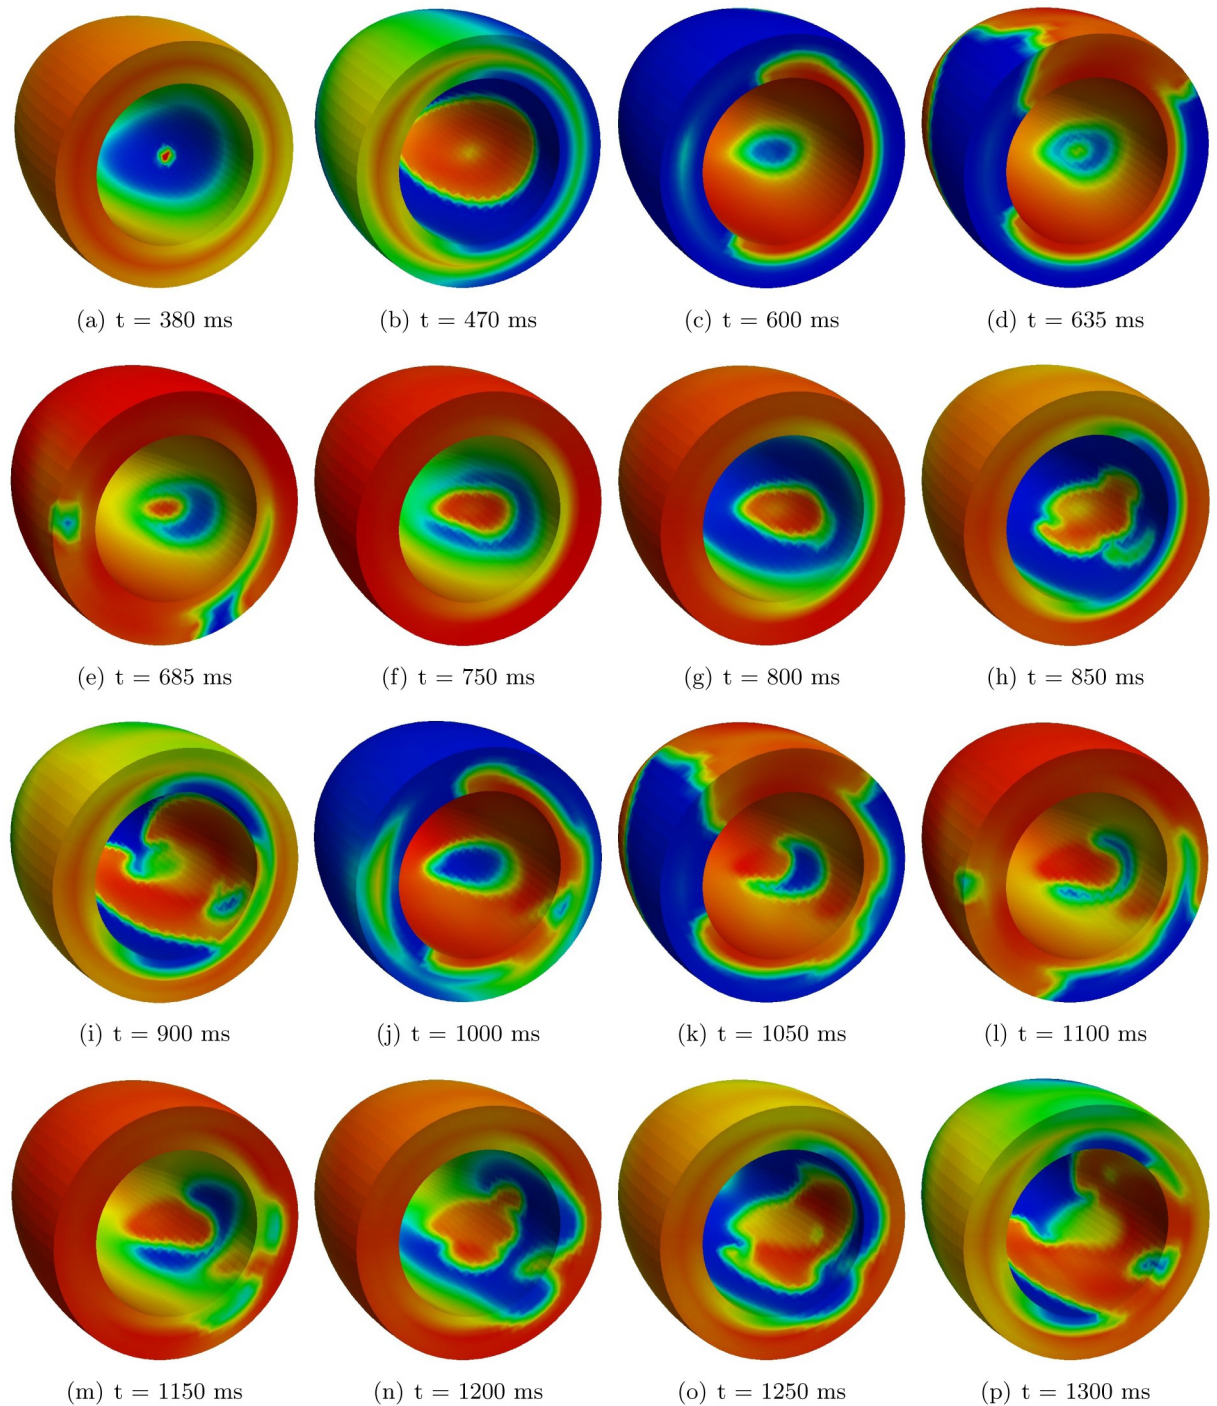 (a) t = 380 ms (b) t = 470 ms (c) t = 600 ms (d) t = 635 ms
(e) t = 685 ms (f) t = 750 ms (g) t = 800 ms (h) t = 850 ms
(i) t = 900 ms (j) t = 1000 ms (k) t = 1050 ms (l) t = 1100 ms
(m) t = 1150 ms (n) t = 1200 ms (o) t = 1250 ms (p) t = 1300 ms